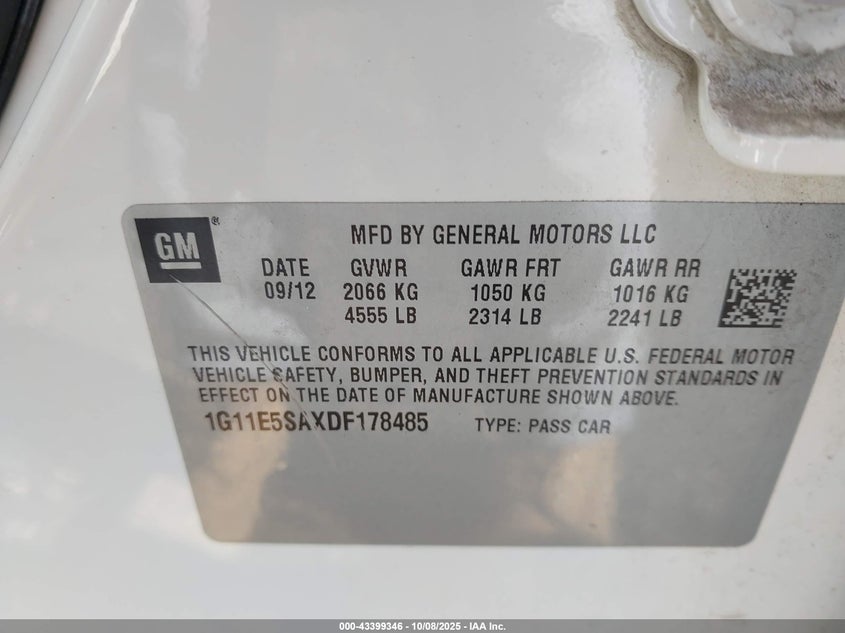 GM®
MFD BY GENERAL MOTORS LLC
DATE GVWR GAWR FRT GAWR RR
09/12 2066 KG 1050 KG 1016 KG
4555 LB 2314 LB 2241 LB
THIS VEHICLE CONFORMS TO ALL APPLICABLE U.S. FEDERAL MOTOR
VEHICLE SAFETY, BUMPER, AND THEFT PREVENTION STANDARDS IN
EFFECT ON THE DATE OF MANUFACTURE SHOWN ABOVE.
1G11E5SAXDF178485 TYPE: PASS CAR
000-43399346 | 10/08/2025 - IAA Inc.